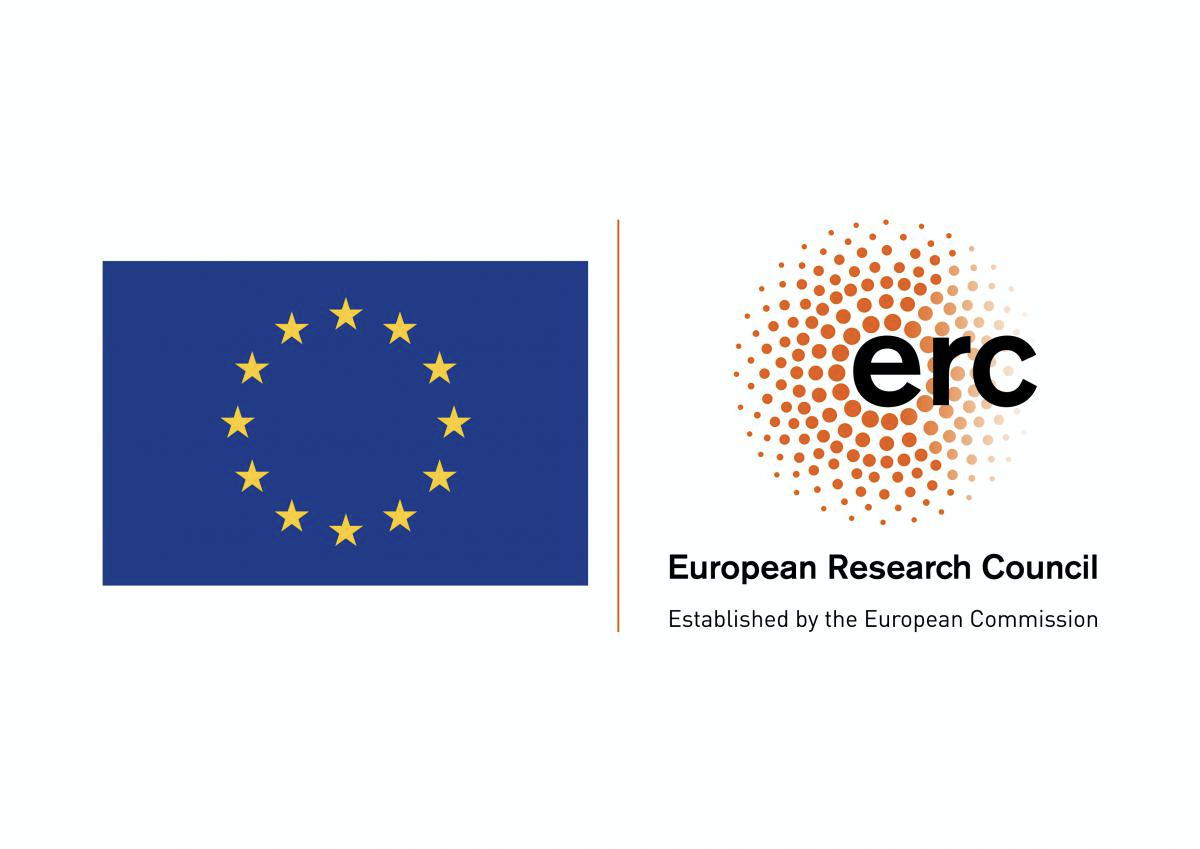 erc
European Research Council
Established by the European Commission